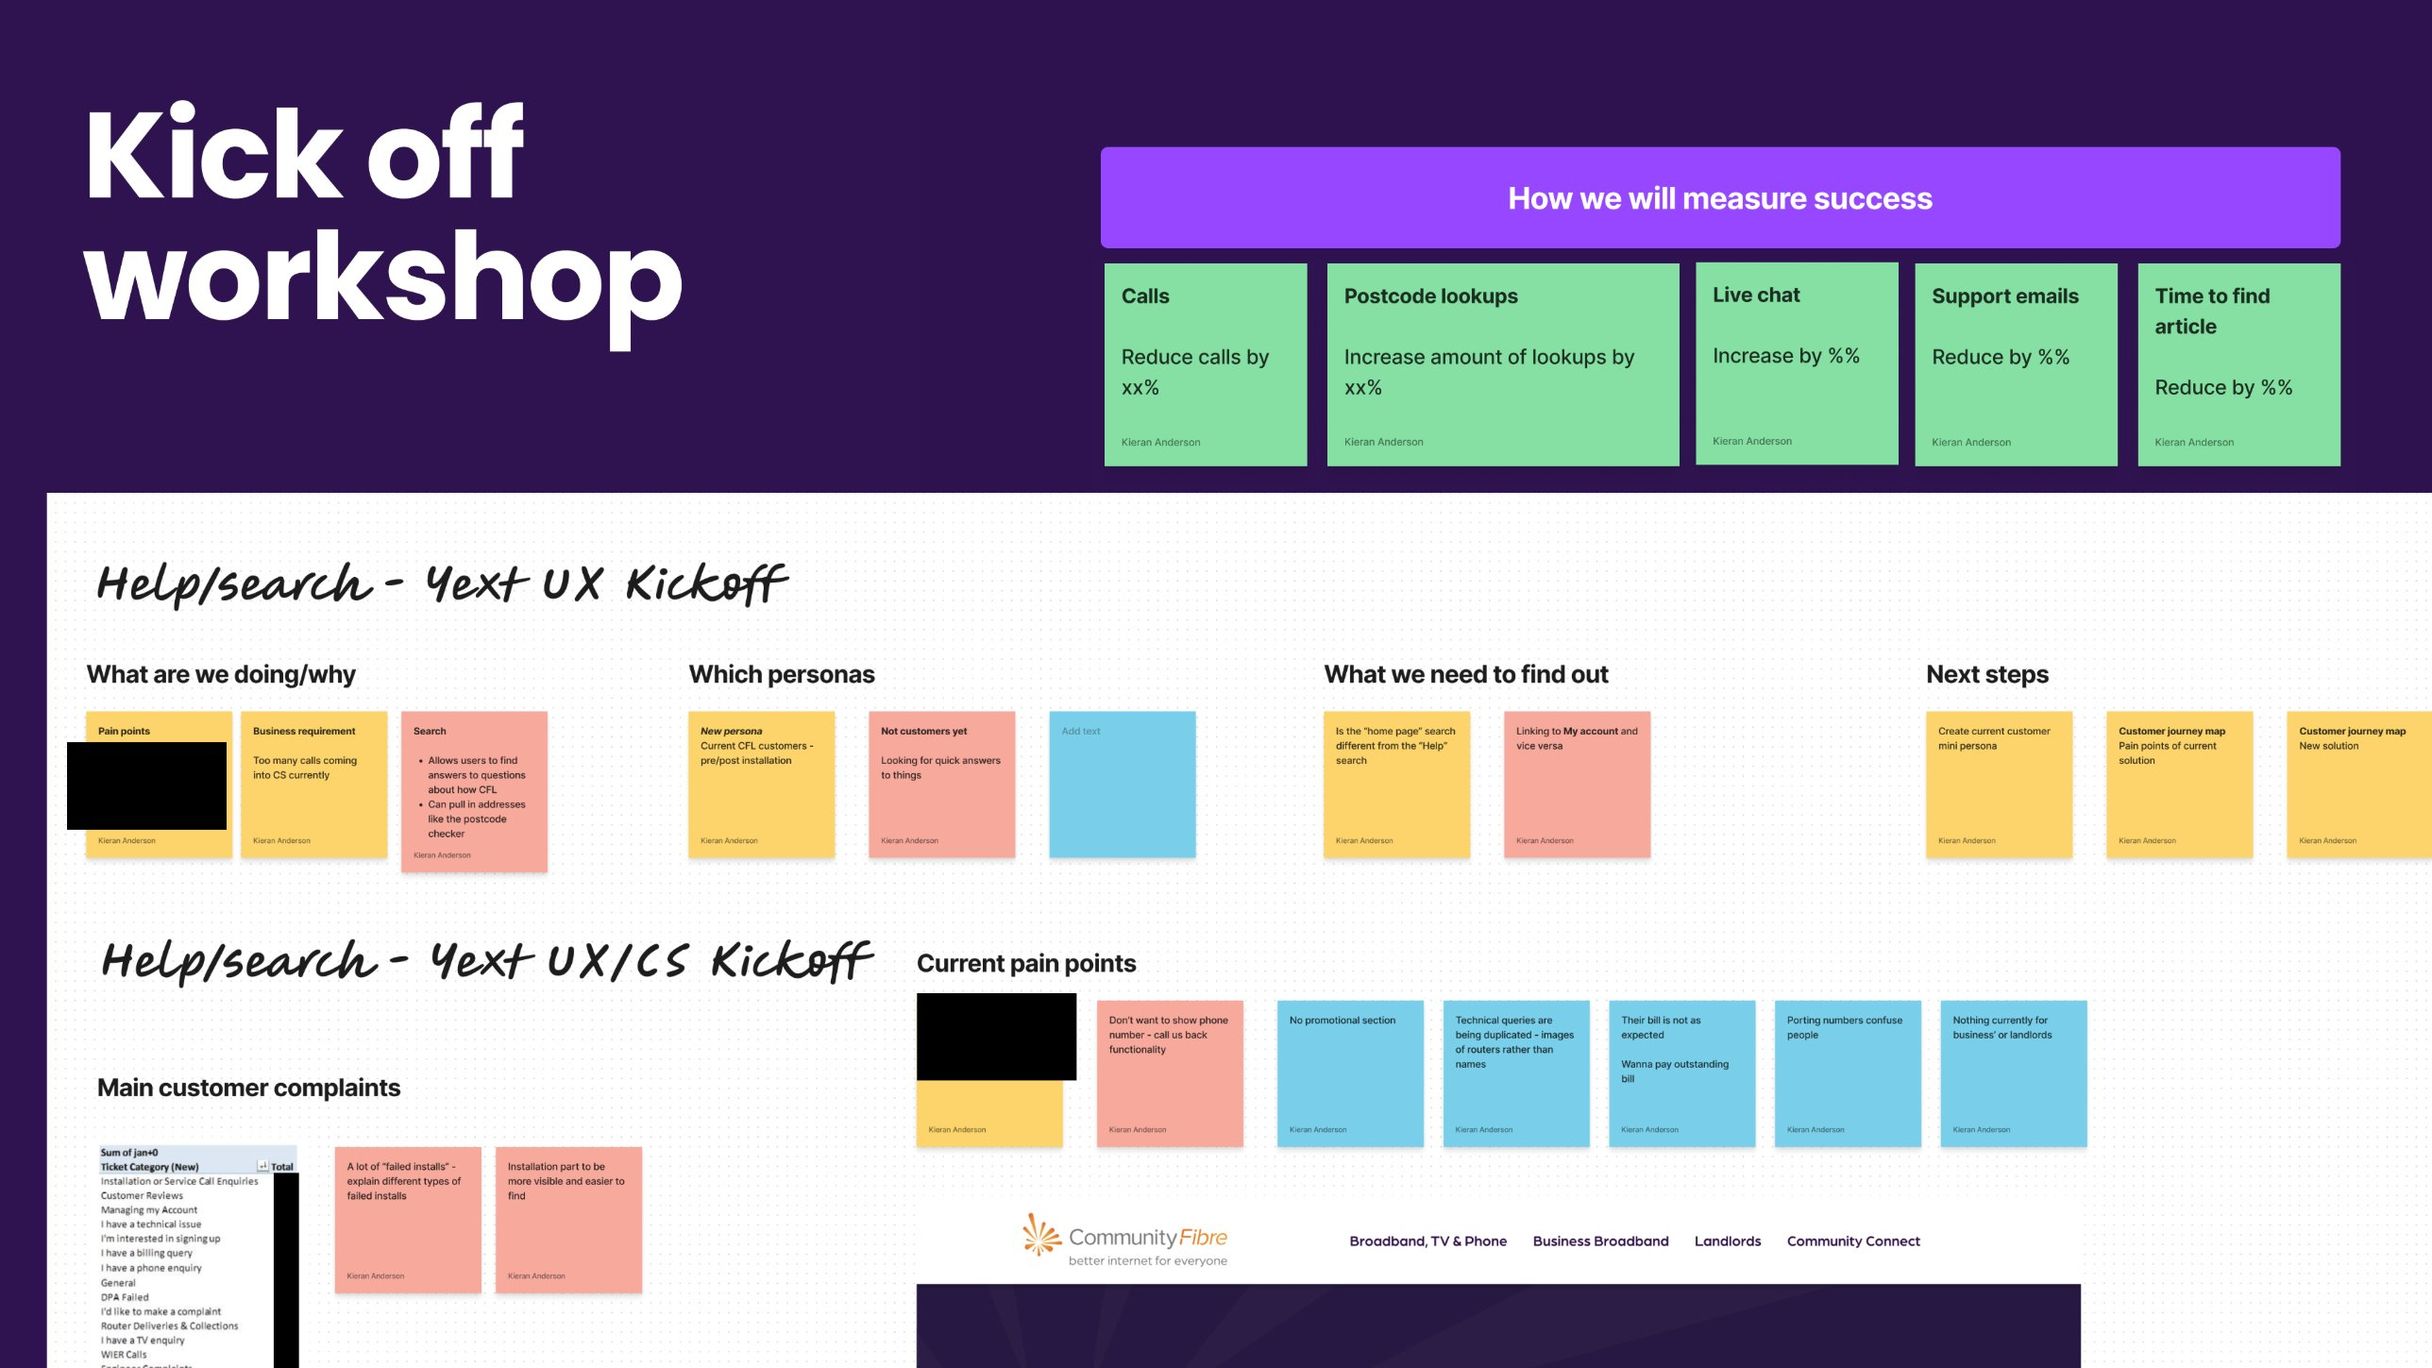 Kick off
workshop
How we will measure success
Calls
Reduce calls by
xx%
Kieran Anderson
Postcode lookups
Increase amount of lookups by
xx%
Kieran Anderson
Live chat
Increase by %%
Kieran Anderson
Support emails
Reduce by %%
Kieran Anderson
Time to find
article
Reduce by %%
Kieran Anderson
Help/search - Yext UX Kickoff
What are we doing/why
Pain points
Kieran Anderson
Business requirement
Too many calls coming
into CS currently
Kieran Anderson
Search
• Allows users to find
answers to questions
about how CFL
• Can pull in addresses
like the postcode
checker
Kieran Anderson
Which personas
New persona
Current CFL customers -
pre/post installation
Kieran Anderson
Not customers yet
Looking for quick answers
to things
Kieran Anderson
Add text
What we need to find out
Is the "home page" search
different from the "Help"
search
Kieran Anderson
Linking to My account and
vice versa
Kieran Anderson
Next steps
Create current customer
mini persona
Kieran Anderson
Customer journey map
Pain points of current
solution
Kieran Anderson
Customer journey map
New solution
Kieran Anderson
Help/search - Yext UX/CS Kickoff
Main customer complaints
Sum of jan+0
Ticket Category (New) Total
Installation or Service Call Enquiries
Customer Reviews
Managing my Account
I have a technical issue
I'm interested in signing up
I have a billing query
I have a phone enquiry
General
DPA Failed
I'd like to make a complaint
Router Deliveries & Collections
I have a TV enquiry
WIER Calls
A lot of "failed installs" -
explain different types of
failed installs
Kieran Anderson
Installation part to be
more visible and easier to
find
Kieran Anderson
Current pain points
Kieran Anderson
Don't want to show phone
number - call us back
functionality
Kieran Anderson
No promotional section
Kieran Anderson
Technical queries are
being duplicated - images
of routers rather than
names
Kieran Anderson
Their bill is not as
expected
Wanna pay outstanding
bill
Kieran Anderson
Porting numbers confuse
people
Kieran Anderson
Nothing currently for
business' or landlords
Kieran Anderson
CommunityFibre
better internet for everyone
Broadband, TV & Phone Business Broadband Landlords Community Connect